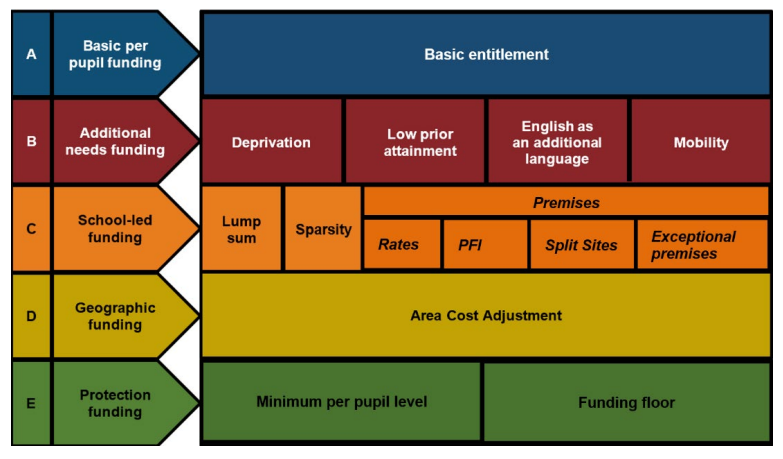 A
Basic per
pupil funding
Basic entitlement
B
Additional
needs funding
Deprivation
Low prior
attainment
English as
an additional
language
Mobility
C
School-led
funding
Lump
sum
Sparsity
Premises
Rates
PFI
Split Sites
Exceptional
premises
D
Geographic
funding
Area Cost Adjustment
E
Protection
funding
Minimum per pupil level
Funding floor